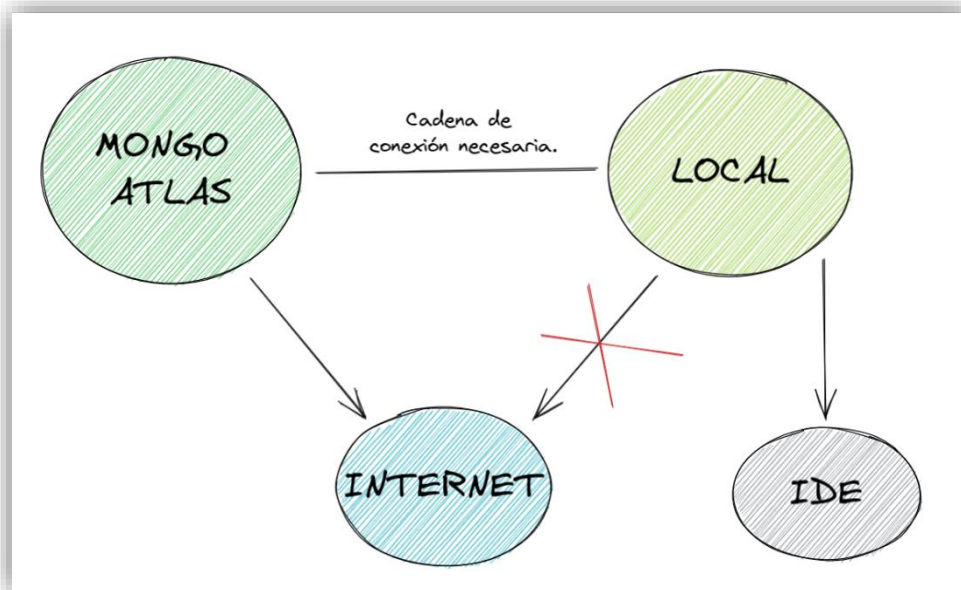 MONGO
ATLAS
Cadena de
conexión necesaria.
LOCAL
INTERNET
IDE